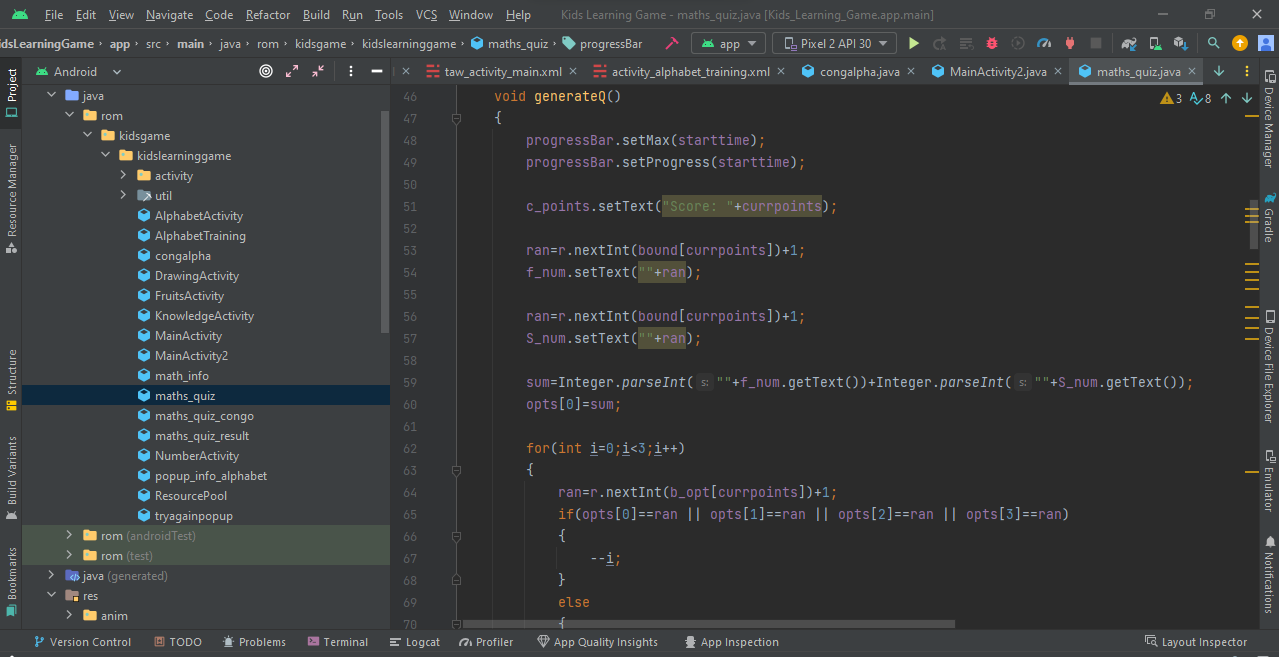 File Edit View Navigate Code Refactor Build Run Tools VCS Window Help Kids Learning Game - maths_quiz.java [Kids_Learning_Game.app.main]
idsLearningGame › app › src › main › java › rom › kidsgame › kidslearninggame › maths_quiz › progressBar app Pixel 2 API 30
Android taw_activity_main.xml activity_alphabet_training.xml congalpha.java MainActivity2.java maths_quiz.java
Project
Resource Manager
Structure
Build Variants
Bookmarks
java
rom
kidsgame
kidslearninggame
activity
util
AlphabetActivity
AlphabetTraining
congalpha
DrawingActivity
FruitsActivity
KnowledgeActivity
MainActivity
MainActivity2
math_info
maths_quiz
maths_quiz_congo
maths_quiz_result
NumberActivity
popup_info_alphabet
ResourcePool
tryagainpopup
rom (androidTest)
rom (test)
java (generated)
res
anim
3 8
46 void generateQ()
47 {
48 progressBar.setMax(starttime);
49 progressBar.setProgress(starttime);
50
51 c_points.setText("Score: "+currpoints);
52
53 ran=r.nextInt(bound[currpoints])+1;
54 f_num.setText(""+ran);
55
56 ran=r.nextInt(bound[currpoints])+1;
57 S_num.setText(""+ran);
58
59 sum=Integer.parseInt( s: ""+f_num.getText())+Integer.parseInt( s: ""+S_num.getText());
60 opts[0]=sum;
61
62 for(int i=0;i<3;i++)
63 {
64 ran=r.nextInt(b_opt[currpoints])+1;
65 if(opts[0]==ran || opts[1]==ran || opts[2]==ran || opts[3]==ran)
66 {
67 --i;
68 }
69 else
70 {
Device Manager
Gradle
Device File Explorer
Emulator
Notifications
Version Control TODO Problems Terminal Logcat Profiler App Quality Insights App Inspection Layout Inspector